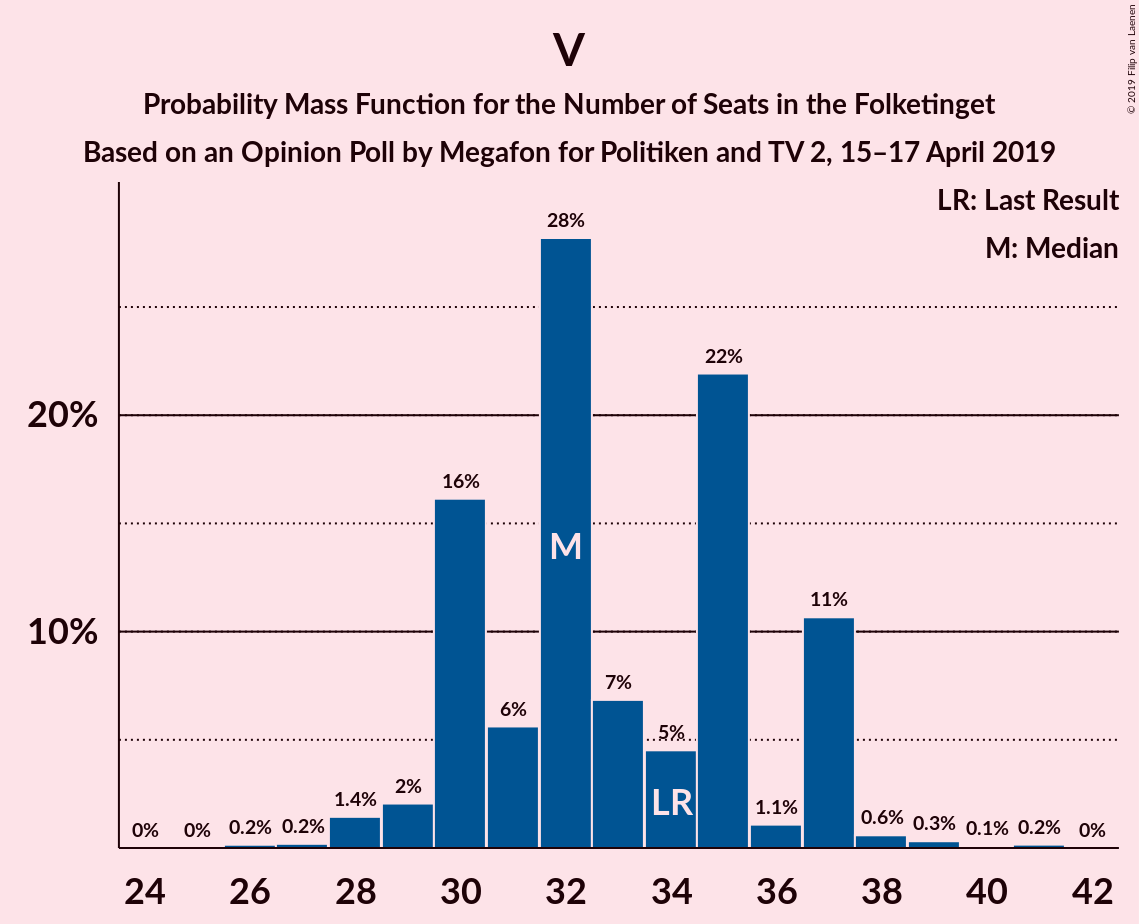 © 2019 Filip van Laenen
V
Probability Mass Function for the Number of Seats in the Folketinget
Based on an Opinion Poll by Megafon for Politiken and TV 2, 15–17 April 2019
LR: Last Result
M: Median
28%
22%
20%
16%
M
11%
10%
7%
6%
5%
LR
0% 0% 0.2% 0.2% 1.4% 2% 1.1% 0.6% 0.3% 0.1% 0.2% 0%
24 26 28 30 32 34 36 38 40 42